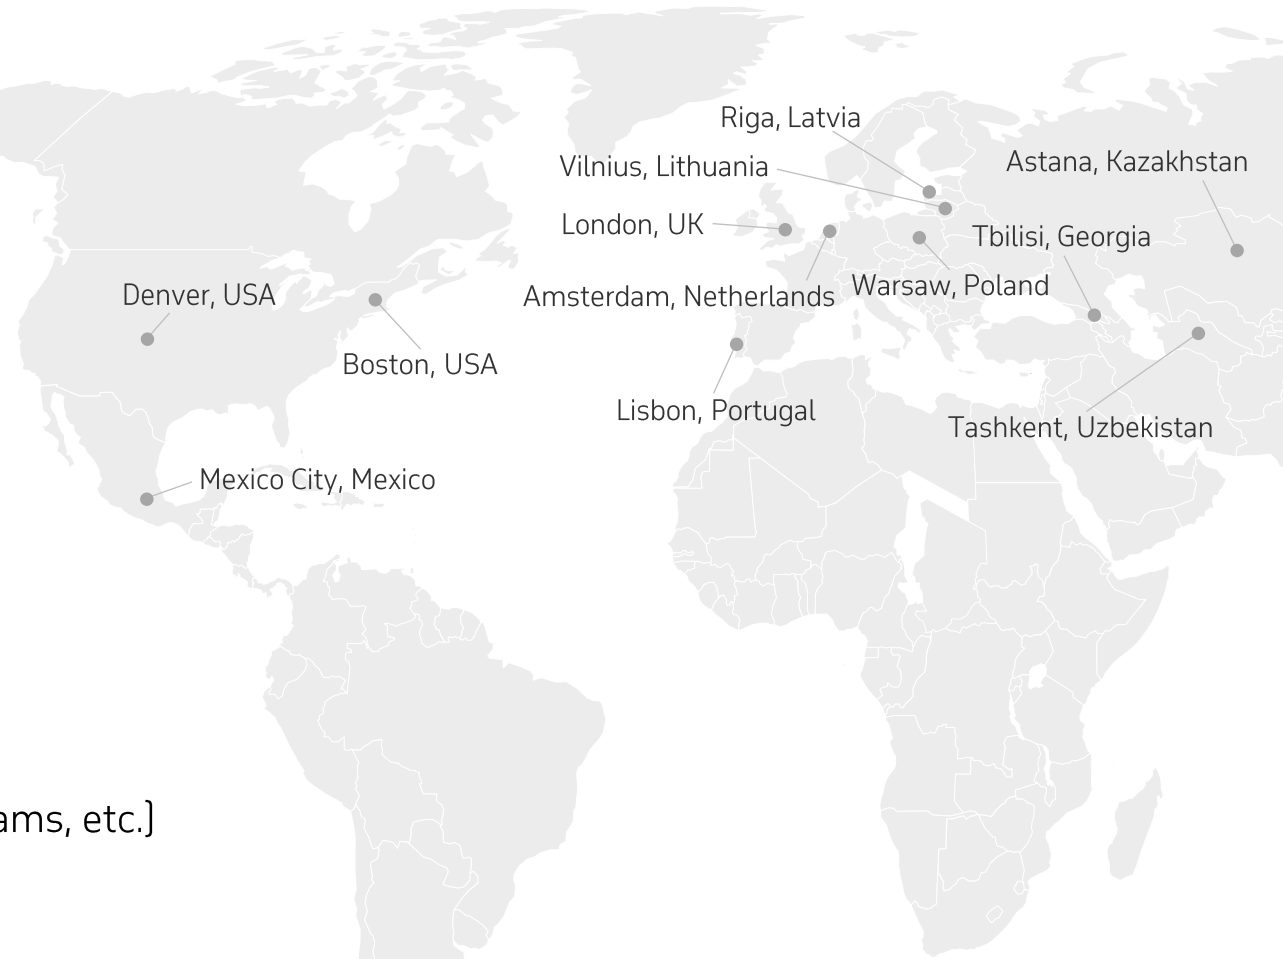 Riga, Latvia
Vilnius, Lithuania
Astana, Kazakhstan
London, UK
Tbilisi, Georgia
Denver, USA
Amsterdam, Netherlands
Warsaw, Poland
Boston, USA
Lisbon, Portugal
Tashkent, Uzbekistan
Mexico City, Mexico
etc.)